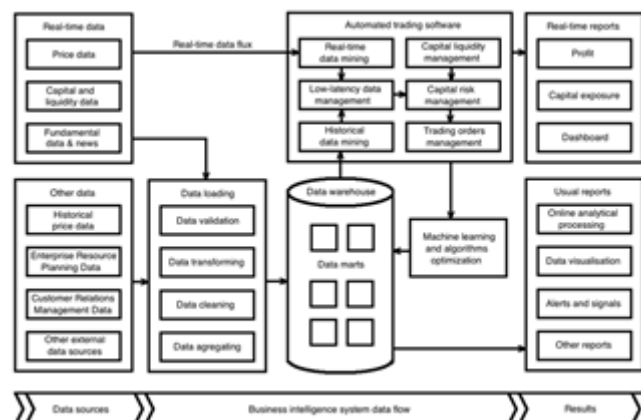 Real-time data
Price data
Capital and
liquidity data
Fundamental
data & news
Real-time data flux
Automated trading software
Real-time
data mining
Capital liquidity
management
Low-latency data
management
Capital risk
management
Historical
data mining
Trading orders
management
Real-time reports
Profit
Capital exposure
Dashboard
Other data
Historical
price data
Enterprise Resource
Planning Data
Customer Relations
Management Data
Other external
data sources
Data loading
Data validation
Data transforming
Data cleaning
Data agregating
Data warehouse
Data marts
Machine learning
and algorithms
optimization
Usual reports
Online analytical
processing
Data visualisation
Alerts and signals
Other reports
Data sources
Business intelligence system data flow
Results